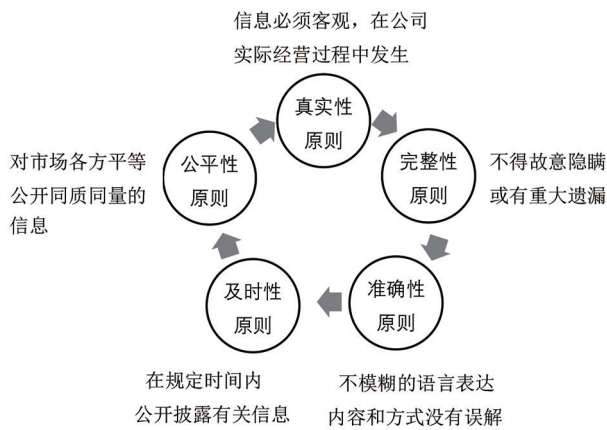 信息必须客观，在公司
实际经营过程中发生
真实性
原则
完整性
原则
不得故意隐瞒
或有重大遗漏
准确性
原则
不模糊的语言表达
内容和方式没有误解
及时性
原则
在规定时间内
公开披露有关信息
公平性
原则
对市场各方平等
公开同质同量的
信息